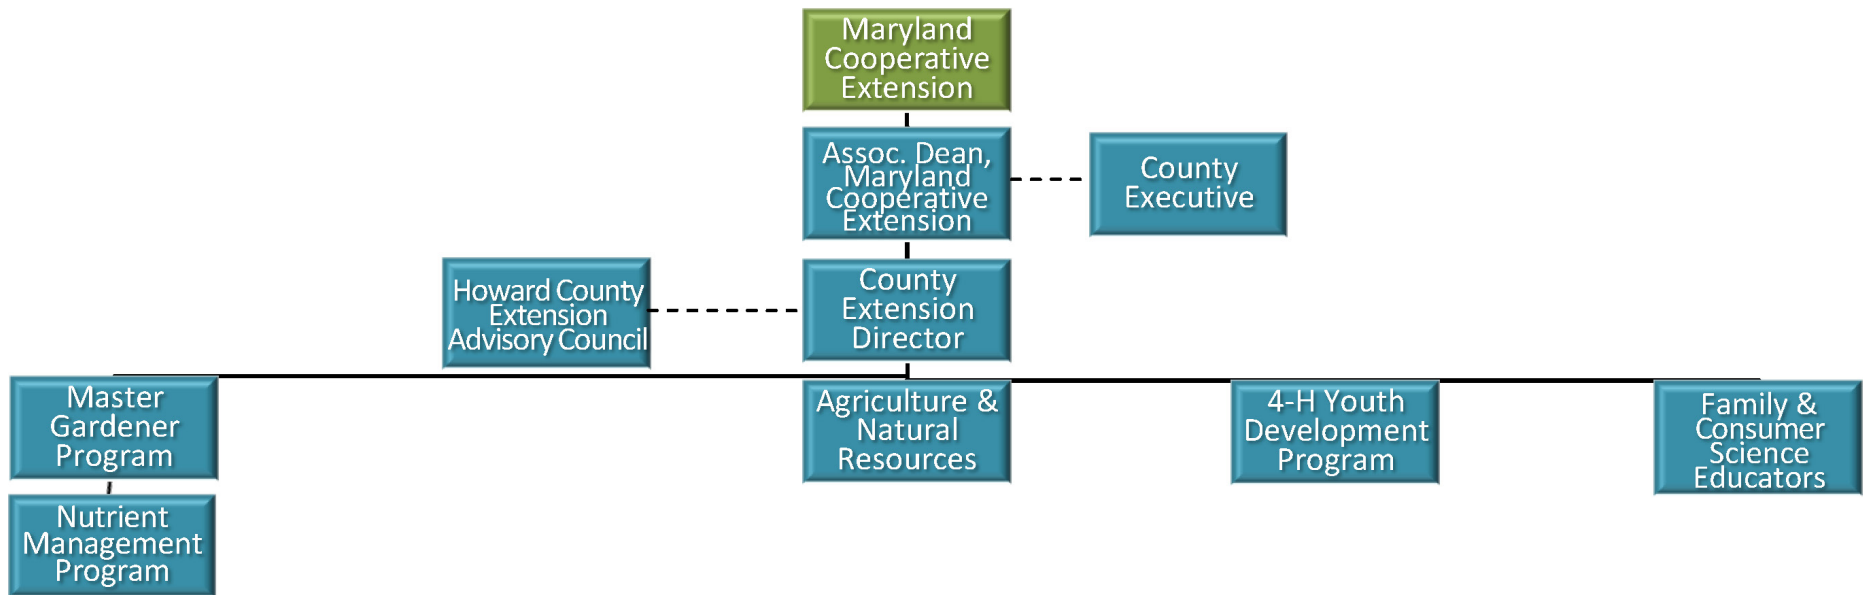 Maryland
Cooperative
Extension
Assoc. Dean,
Maryland
Cooperative
Extension
County
Executive
Howard County
Extension
Advisory Council
County
Extension
Director
Master
Gardener
Program
Agriculture &
Natural
Resources
4-H Youth
Development
Program
Family &
Consumer
Science
Educators
Nutrient
Management
Program